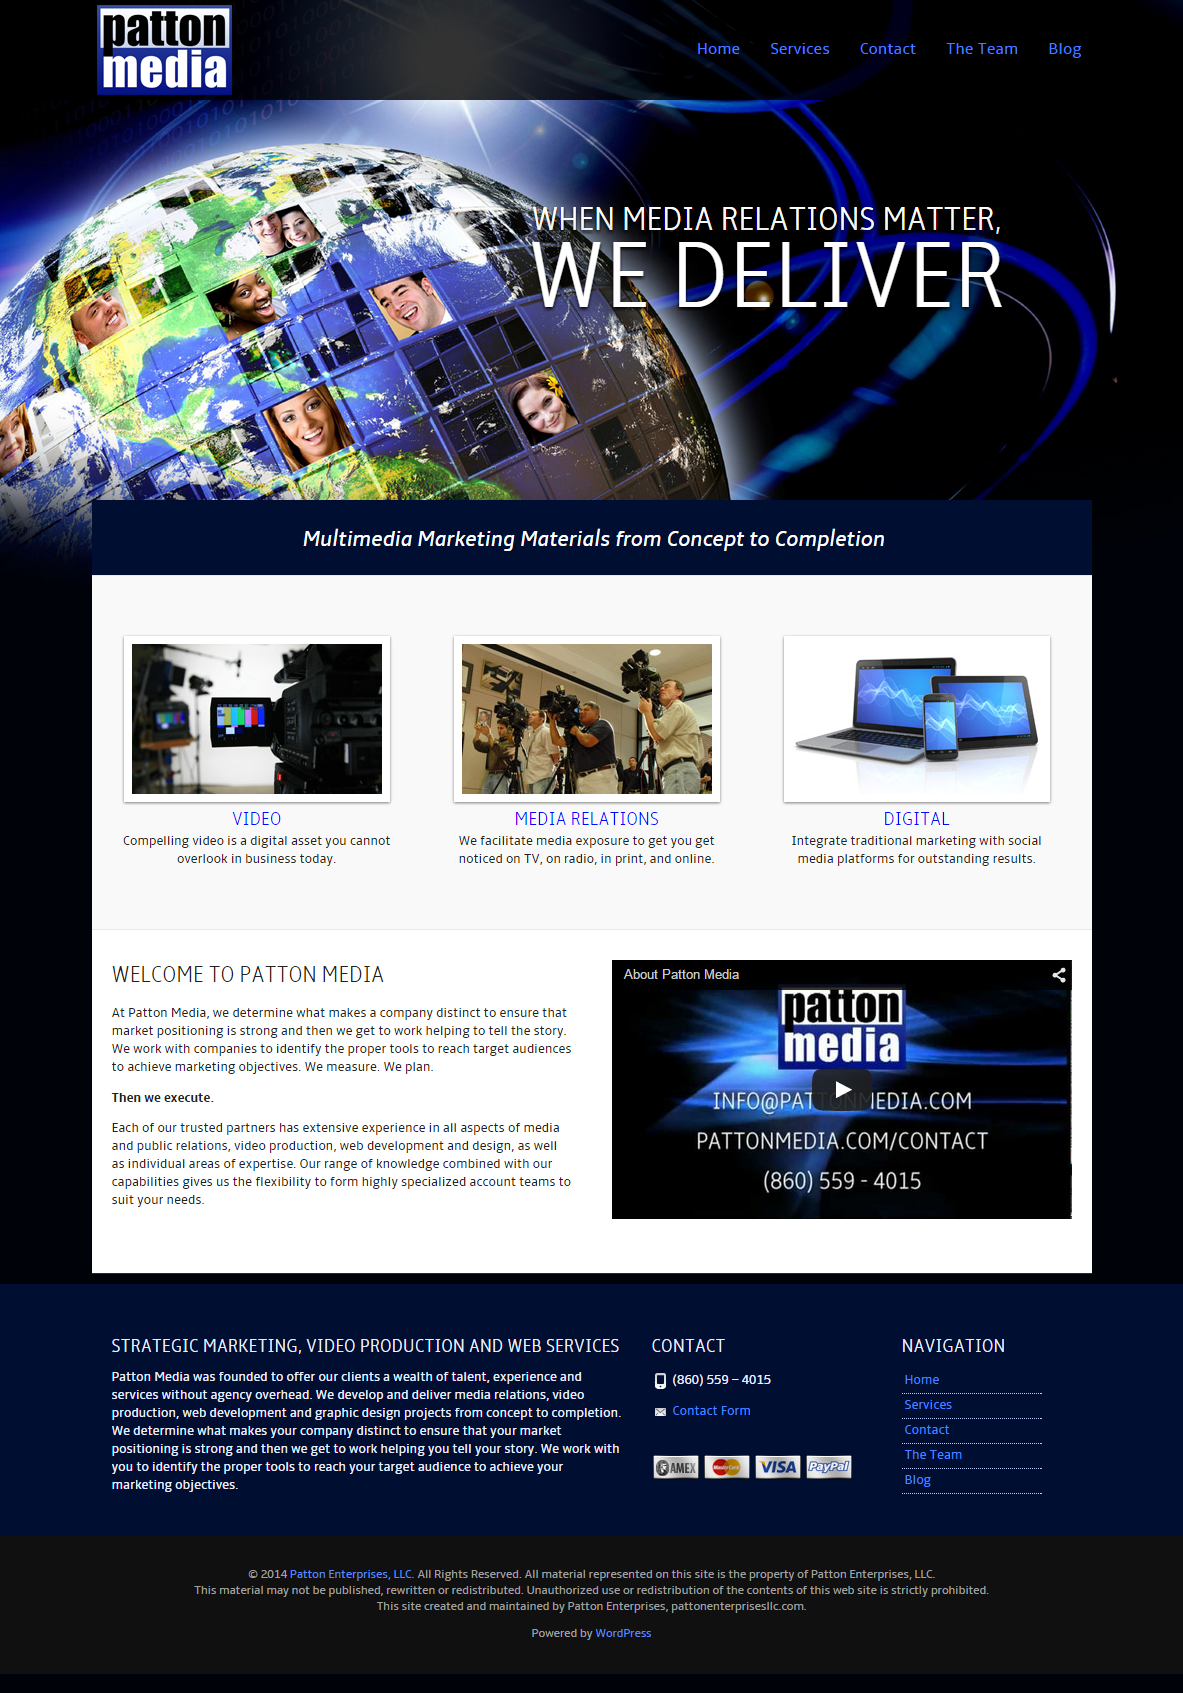 patton
media
Home Services Contact The Team Blog
WHEN MEDIA RELATIONS MATTER,
WE DELIVER
Multimedia Marketing Materials from Concept to Completion
VIDEO
Compelling video is a digital asset you cannot
overlook in business today.
MEDIA RELATIONS
We facilitate media exposure to get you get
noticed on TV, on radio, in print, and online.
DIGITAL
Integrate traditional marketing with social
media platforms for outstanding results.
WELCOME TO PATTON MEDIA
At Patton Media, we determine what makes a company distinct to ensure that
market positioning is strong and then we get to work helping to tell the story.
We work with companies to identify the proper tools to reach target audiences
to achieve marketing objectives. We measure. We plan.
Then we execute.
Each of our trusted partners has extensive experience in all aspects of media
and public relations, video production, web development and design, as well
as individual areas of expertise. Our range of knowledge combined with our
capabilities gives us the flexibility to form highly specialized account teams to
suit your needs.
About Patton Media
patton
media
INFO@PATTONMEDIA.COM
PATTONMEDIA.COM/CONTACT
(860) 559 - 4015
STRATEGIC MARKETING, VIDEO PRODUCTION AND WEB SERVICES
Patton Media was founded to offer our clients a wealth of talent, experience and
services without agency overhead. We develop and deliver media relations, video
production, web development and graphic design projects from concept to completion.
We determine what makes your company distinct to ensure that your market
positioning is strong and then we get to work helping you tell your story. We work with
you to identify the proper tools to reach your target audience to achieve your
marketing objectives.
CONTACT
(860) 559 – 4015
Contact Form
AMEX MasterCard VISA PayPal
NAVIGATION
Home
Services
Contact
The Team
Blog
© 2014 Patton Enterprises, LLC. All Rights Reserved. All material represented on this site is the property of Patton Enterprises, LLC.
This material may not be published, rewritten or redistributed. Unauthorized use or redistribution of the contents of this web site is strictly prohibited.
This site created and maintained by Patton Enterprises, pattonenterprisesllc.com.
Powered by WordPress